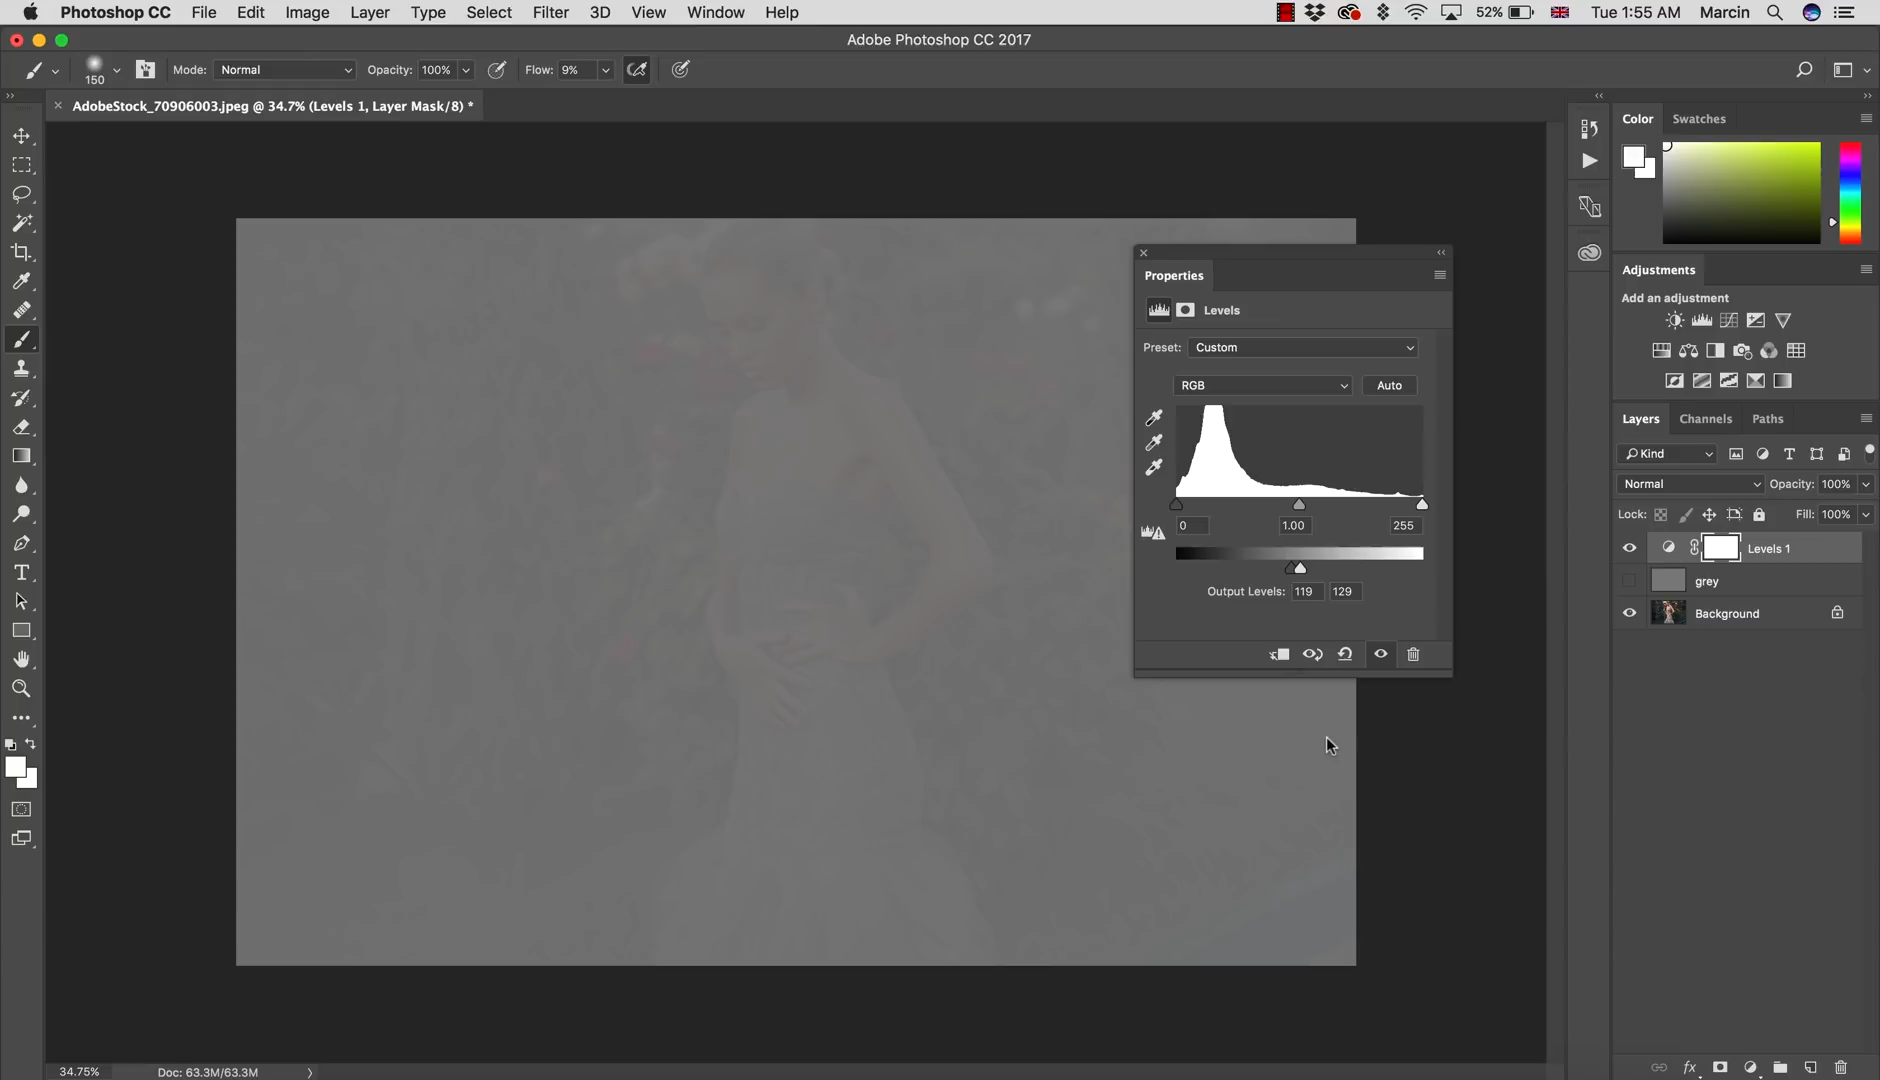 Photoshop CC File Edit Image Layer Type Select Filter 3D View Window Help 52% Tue 1:55 AM Marcin
Adobe Photoshop CC 2017
150 Mode: Normal Opacity: 100% Flow: 9%
AdobeStock_70906003.jpeg @ 34.7% (Levels 1, Layer Mask/8) *
Color Swatches
Properties
Levels
Preset: Custom
RGB Auto
0 1.00 255
Output Levels: 119 129
Adjustments
Add an adjustment
Layers Channels Paths
Kind
Normal Opacity: 100%
Lock: Fill: 100%
Levels 1
grey
Background
fx
34.75% Doc: 63.3M/63.3M